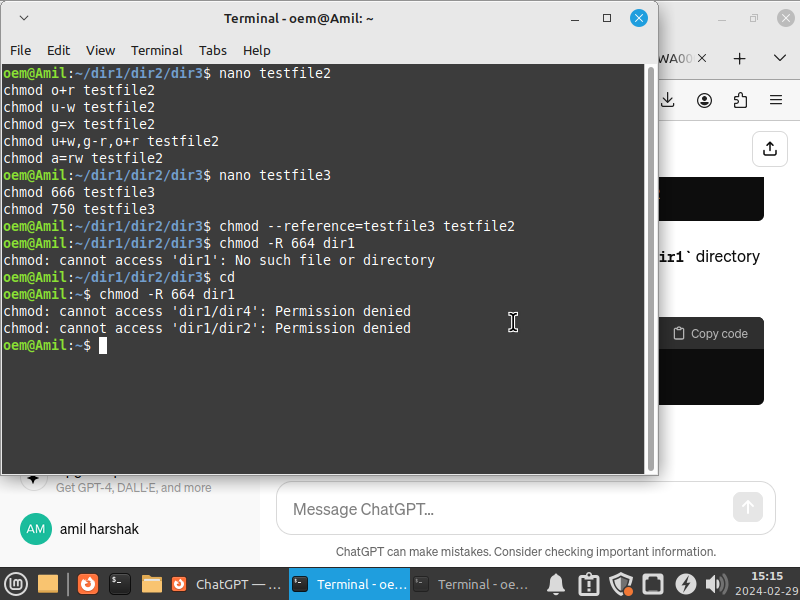 Terminal - oem@Amil: ~
File Edit View Terminal Tabs Help
oem@Amil:~/dir1/dir2/dir3$ nano testfile2
chmod o+r testfile2
chmod u-w testfile2
chmod g=x testfile2
chmod u+w,g-r,o+r testfile2
chmod a=rw testfile2
oem@Amil:~/dir1/dir2/dir3$ nano testfile3
chmod 666 testfile3
chmod 750 testfile3
oem@Amil:~/dir1/dir2/dir3$ chmod --reference=testfile3 testfile2
oem@Amil:~/dir1/dir2/dir3$ chmod -R 664 dir1
chmod: cannot access 'dir1': No such file or directory
oem@Amil:~/dir1/dir2/dir3$ cd
oem@Amil:~$ chmod -R 664 dir1
chmod: cannot access 'dir1/dir4': Permission denied
chmod: cannot access 'dir1/dir2': Permission denied
oem@Amil:~$
WA00
ir1` directory
Copy code
Get GPT-4, DALL·E, and more
AM amil harshak
Message ChatGPT...
ChatGPT can make mistakes. Consider checking important information.
ChatGPT — ...
Terminal - oe...
Terminal - oe...
15:15
2024-02-29